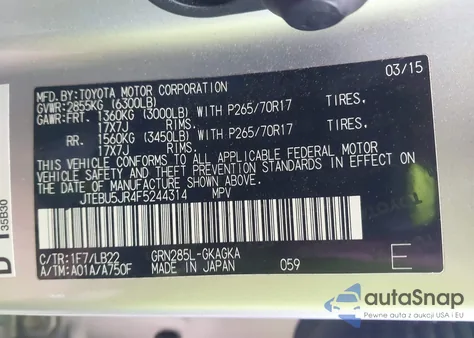 MFD. BY: TOYOTA MOTOR CORPORATION 03/15
GVWR: 2855KG (6300LB)
GAWR: FRT. 1360KG (3000LB) WITH P265/70R17 TIRES,
17X7J RIMS.
RR. 1560KG (3450LB) WITH P265/70R17 TIRES,
17X7J RIMS.
THIS VEHICLE CONFORMS TO ALL APPLICABLE FEDERAL MOTOR
VEHICLE SAFETY AND THEFT PREVENTION STANDARDS IN EFFECT ON
THE DATE OF MANUFACTURE SHOWN ABOVE.
JTEBU5JR4F5244314 MPV
C/TR: 1F7/LB22 GRN285L-GKAGKA
A/TM: A01A/A750F MADE IN JAPAN 059 E
35B30
autaSnap
Pewne auta z aukcji USA i EU